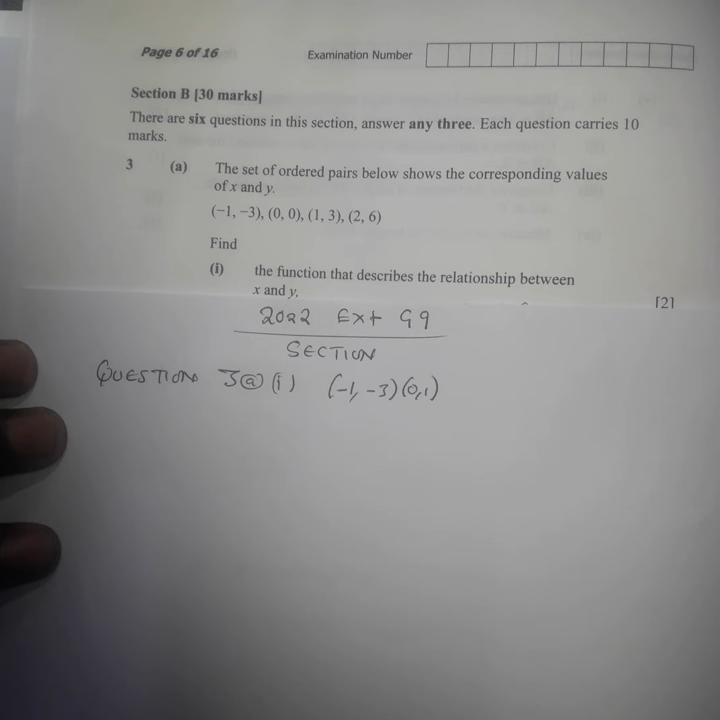 Page 6 of 16 Examination Number
Section B [30 marks]
There are six questions in this section, answer any three. Each question carries 10
marks.
3 (a) The set of ordered pairs below shows the corresponding values
of x and y.
(−1, −3), (0, 0), (1, 3), (2, 6)
Find
(i) the function that describes the relationship between
x and y,
[2]
2022 Ext G9
SECTION
QUESTION 3(a) (i) (-1, -3) (0,1)